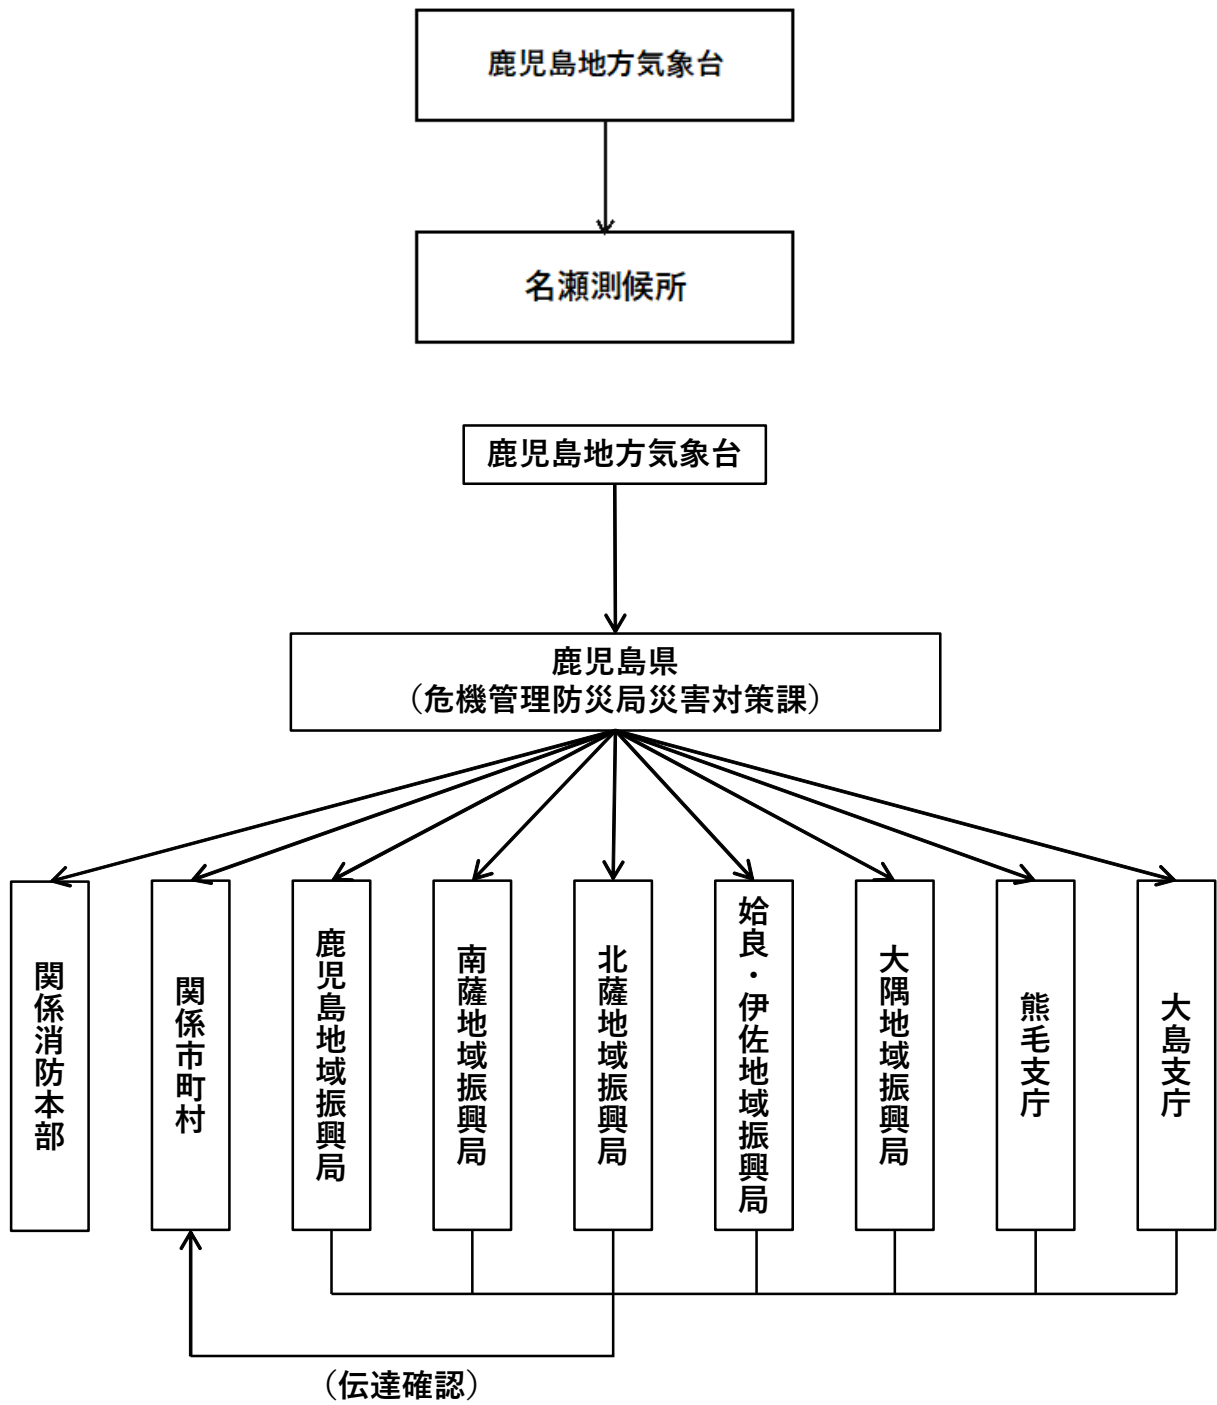 鹿児島地方気象台
名瀬測候所
鹿児島地方気象台
鹿児島県
（危機管理防災局災害対策課）
関係消防本部
関係市町村
鹿児島地域振興局
南薩地域振興局
北薩地域振興局
姶良・伊佐地域振興局
大隅地域振興局
熊毛支庁
大島支庁
（伝達確認）